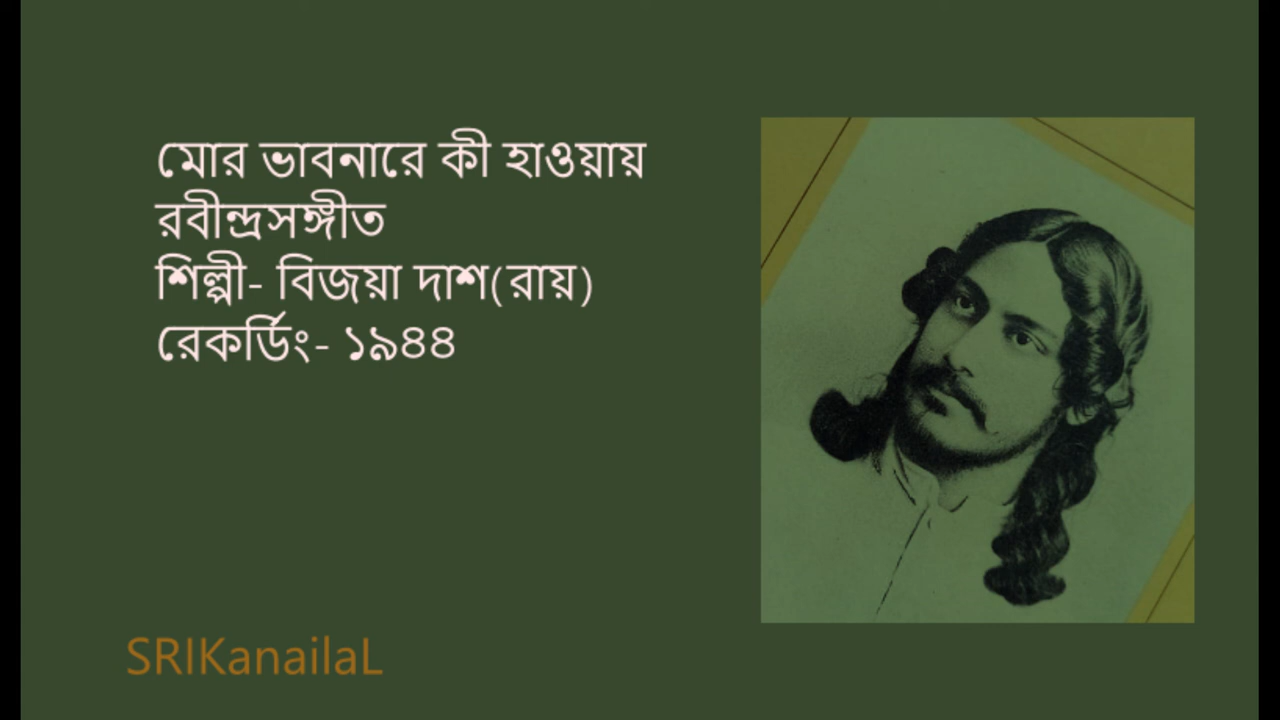 মোর ভাবনারে কী হাওয়ায়
রবীন্দ্রসঙ্গীত
শিল্পী- বিজয়া দাশ(রায়)
রেকর্ডিং- ১৯৪৪
SRIKanailaL